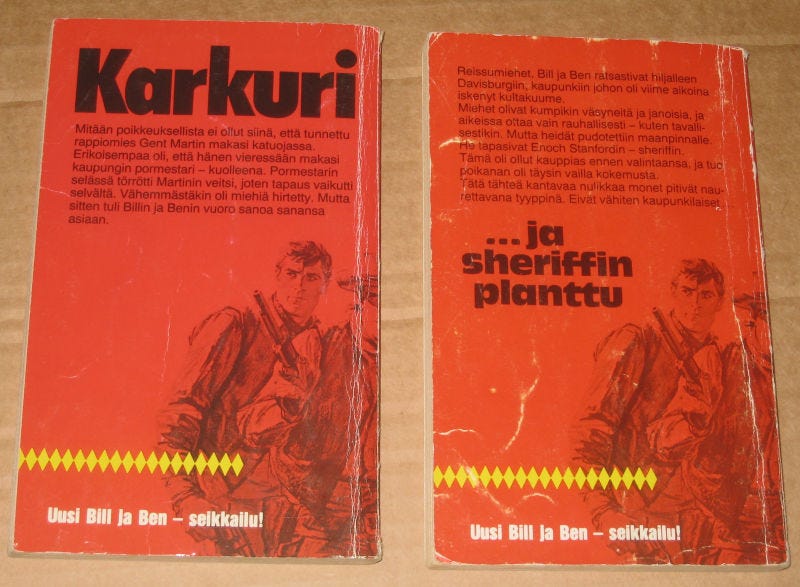 Karkuri
Mitään poikkeuksellista ei ollut siinä, että tunnettu
rappiomies Gent Martin makasi katuojassa.
Erikoisempaa oli, että hänen vieressään makasi
kaupungin pormestari – kuolleena. Pormestarin
selässä törrötti Martinin veitsi, joten tapaus vaikutti
selvältä. Vähemmästäkin oli miehiä hirtetty. Mutta
sitten tuli Billin ja Benin vuoro sanoa sanansa
asiaan.
Uusi Bill ja Ben – seikkailu!
Reissumiehet, Bill ja Ben ratsastivat hiljalleen
Davisburgiin, kaupunkiin johon oli viime aikoina
iskenyt kultakuume.
Miehet olivat kumpikin väsyneitä ja janoisia, ja
aikeissa ottaa vain rauhallisesti – kuten tavalli-
sestikin. Mutta heidät pudotettiin maanpinnalle.
He tapasivat Enoch Stanfordin – sheriffin.
Tämä oli ollut kauppias ennen valintaansa, ja tuo
poikanan oli täysin vailla kokemusta.
Tätä tähteä kantavaa nulikkaa monet pitivät nau-
rettavana tyyppinä. Eivät vähiten kaupunkilaiset ...
... ja
sheriffin
planttu
Uusi Bill ja Ben – seikkailu!